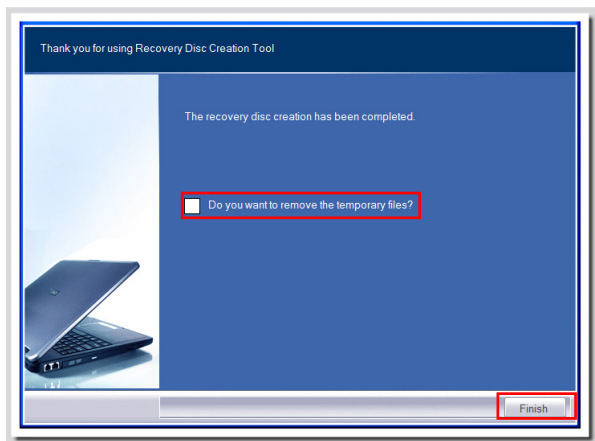 Thank you for using Recovery Disc Creation Tool
The recovery disc creation has been completed.
Do you want to remove the temporary files?
Finish